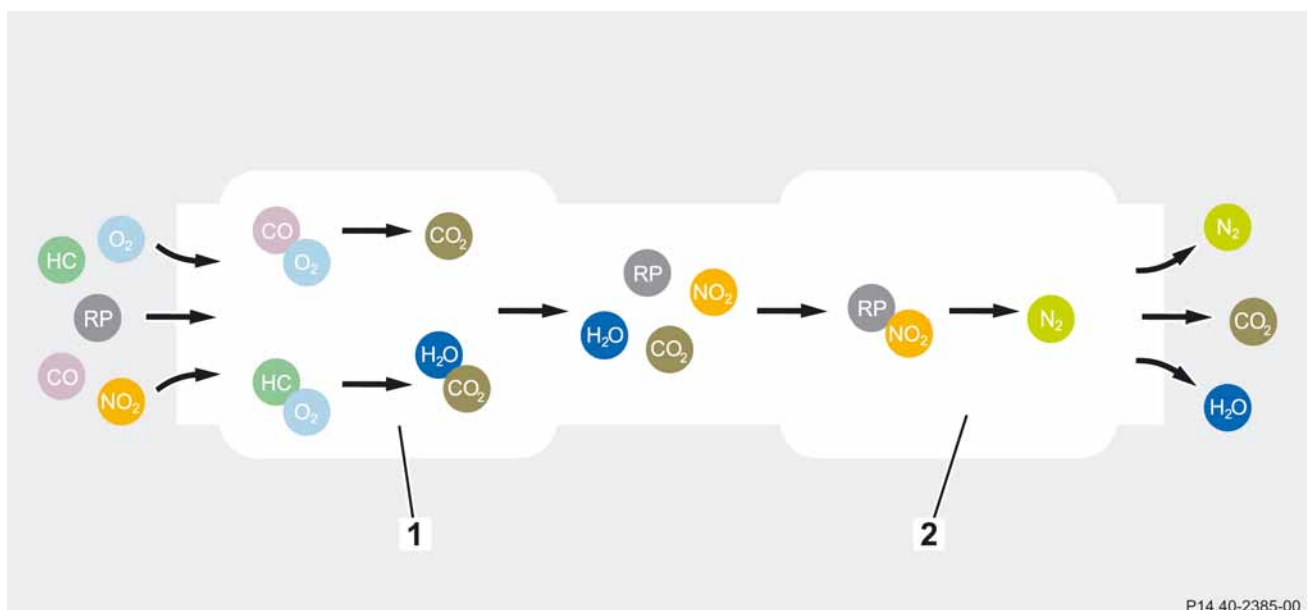 HC
O₂
RP
CO
NO₂
CO
O₂
CO₂
HC
O₂
H₂O
CO₂
RP
NO₂
H₂O
CO₂
RP
NO₂
N₂
N₂
CO₂
H₂O
1
2
P14.40-2385-00